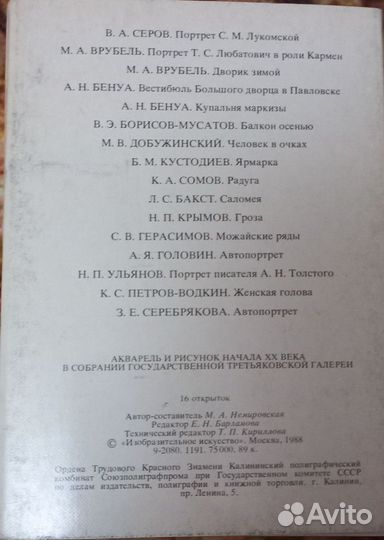 В. А. СЕРОВ. Портрет С. М. Лукомской
М. А. ВРУБЕЛЬ. Портрет Т. С. Любатович в роли Кармен
М. А. ВРУБЕЛЬ. Дворик зимой
А. Н. БЕНУА. Вестибюль Большого дворца в Павловске
А. Н. БЕНУА. Купальня маркизы
В. Э. БОРИСОВ-МУСАТОВ. Балкон осенью
М. В. ДОБУЖИНСКИЙ. Человек в очках
Б. М. КУСТОДИЕВ. Ярмарка
К. А. СОМОВ. Радуга
Л. С. БАКСТ. Саломея
Н. П. КРЫМОВ. Гроза
С. В. ГЕРАСИМОВ. Можайские ряды
А. Я. ГОЛОВИН. Автопортрет
Н. П. УЛЬЯНОВ. Портрет писателя А. Н. Толстого
К. С. ПЕТРОВ-ВОДКИН. Женская голова
З. Е. СЕРЕБРЯКОВА. Автопортрет
АКВАРЕЛЬ И РИСУНОК НАЧАЛА XX ВЕКА
В СОБРАНИИ ГОСУДАРСТВЕННОЙ ТРЕТЬЯКОВСКОЙ ГАЛЕРЕИ
16 открыток
Автор-составитель М. А. Немировская
Редактор Е. Н. Барланова
Технический редактор Т. П. Кириллова
© «Изобразительное искусство». Москва, 1988
9-2080. 1191. 75 000. 89 к.
Ордена Трудового Красного Знамени Калининский полиграфический
комбинат Союзполиграфпрома при Государственном комитете СССР
по делам издательств, полиграфии и книжной торговли. г. Калинин,
пр. Ленина, 5.
Avito